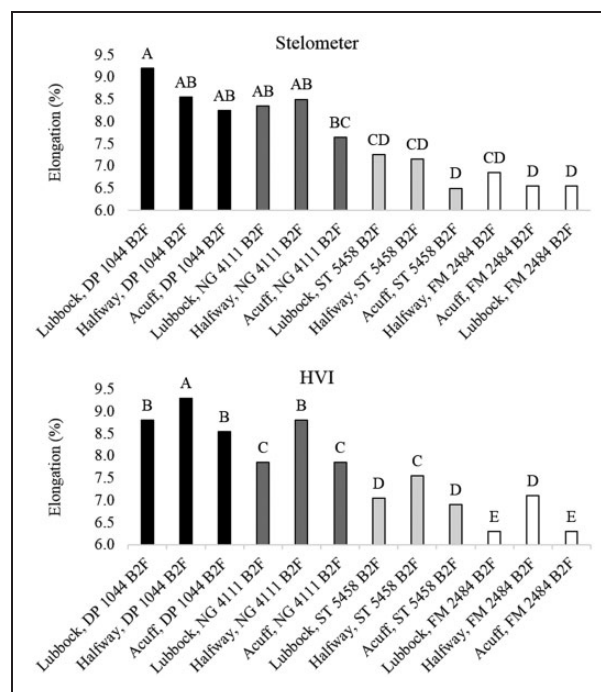 Stelometer
Elongation (%)
9.5
9.0
8.5
8.0
7.5
7.0
6.5
6.0
A
AB
AB
AB
AB
BC
CD
CD
D
CD
D
D
Lubbock, DP 1044 B2F
Halfway, DP 1044 B2F
Acuff, DP 1044 B2F
Lubbock, NG 4111 B2F
Halfway, NG 4111 B2F
Acuff, NG 4111 B2F
Lubbock, ST 5458 B2F
Halfway, ST 5458 B2F
Acuff, ST 5458 B2F
Halfway, FM 2484 B2F
Acuff, FM 2484 B2F
Lubbock, FM 2484 B2F
HVI
Elongation (%)
9.5
9.0
8.5
8.0
7.5
7.0
6.5
6.0
B
A
B
C
B
C
D
C
D
E
D
E
Lubbock, DP 1044 B2F
Halfway, DP 1044 B2F
Acuff, DP 1044 B2F
Lubbock, NG 4111 B2F
Halfway, NG 4111 B2F
Acuff, NG 4111 B2F
Lubbock, ST 5458 B2F
Halfway, ST 5458 B2F
Acuff, ST 5458 B2F
Lubbock, FM 2484 B2F
Halfway, FM 2484 B2F
Acuff, FM 2484 B2F